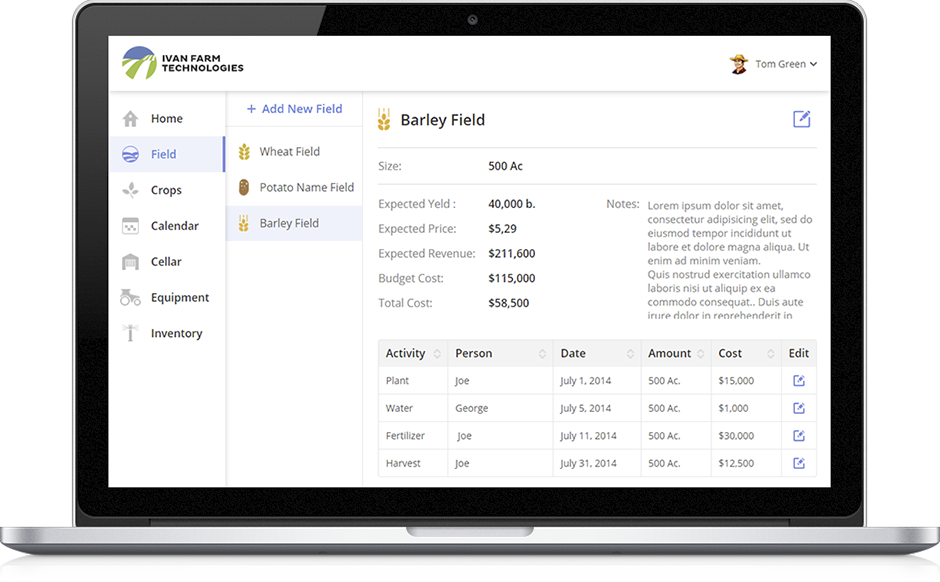 IVAN FARM
TECHNOLOGIES
Tom Green
Home
Field
Crops
Calendar
Cellar
Equipment
Inventory
+ Add New Field
Wheat Field
Potato Name Field
Barley Field
Barley Field
Size: 500 Ac
Expected Yeld : 40,000 b.
Expected Price: $5,29
Expected Revenue: $211,600
Budget Cost: $115,000
Total Cost: $58,500
Notes: Lorem ipsum dolor sit amet,
consectetur adipisicing elit, sed do
eiusmod tempor incididunt ut
labore et dolore magna aliqua. Ut
enim ad minim veniam.
Quis nostrud exercitation ullamco
laboris nisi ut aliquip ex ea
commodo consequat.. Duis aute
irure dolor in reprehenderit in
Activity Person Date Amount Cost Edit
Plant Joe July 1, 2014 500 Ac. $15,000
Water George July 5, 2014 500 Ac. $1,000
Fertilizer Joe July 11, 2014 500 Ac. $30,000
Harvest Joe July 31, 2014 500 Ac. $12,500